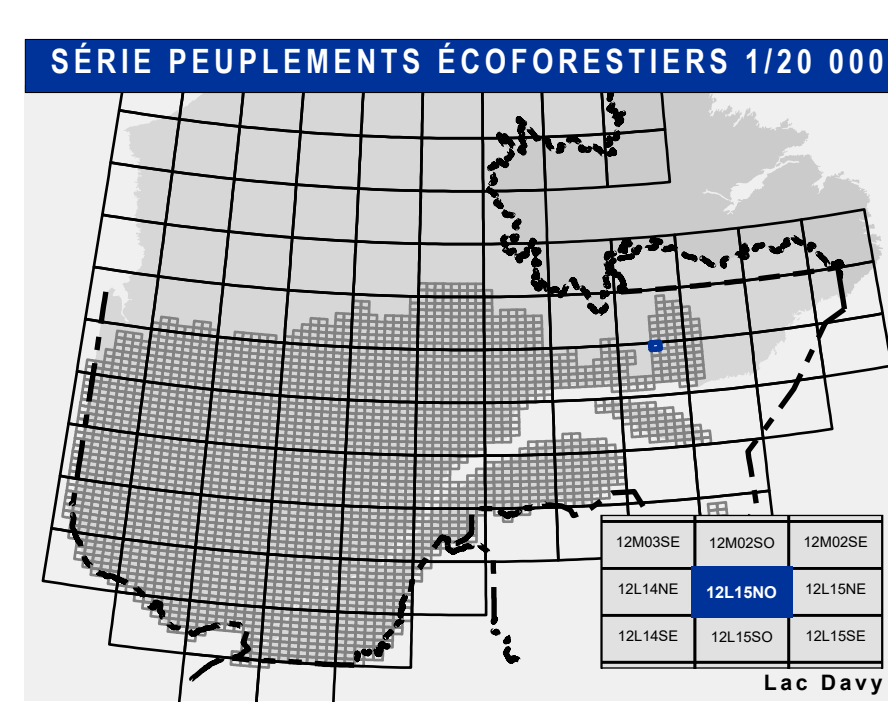 SÉRIE PEUPLEMENTS ÉCOFORESTIERS 1/20 000
12M03SE 12M02SO 12M02SE
12L14NE 12L15NO 12L15NE
12L14SE 12L15SO 12L15SE
Lac Davy